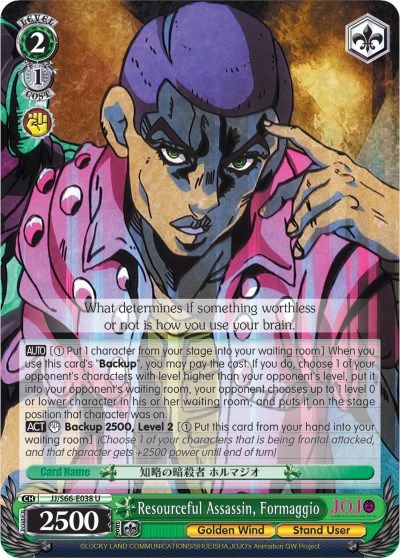 LEVEL
2
1
COST
What determines if something worthless
or not is how you use your brain.
AUTO [① Put 1 character from your stage into your waiting room] When you
use this card's "Backup", you may pay the cost. If you do, choose 1 of your
opponent's characters with level higher than your opponent's level, put it
into your opponent's waiting room, your opponent chooses up to 1 level 0
or lower character in his or her waiting room, and puts it on the stage
position that character was on.
ACT Backup 2500, Level 2 [① Put this card from your hand into your
waiting room] (Choose 1 of your characters that is being frontal attacked,
and that character gets +2500 power until end of turn)
Card Name 知略の暗殺者 ホルマジオ
CH JJ/S66-E038 U
2500
Resourceful Assassin, Formaggio
JOJO
Golden Wind Stand User
©LUCKY LAND COMMUNICATIONS/SHUEISHA,JOJO's Animation GW Project